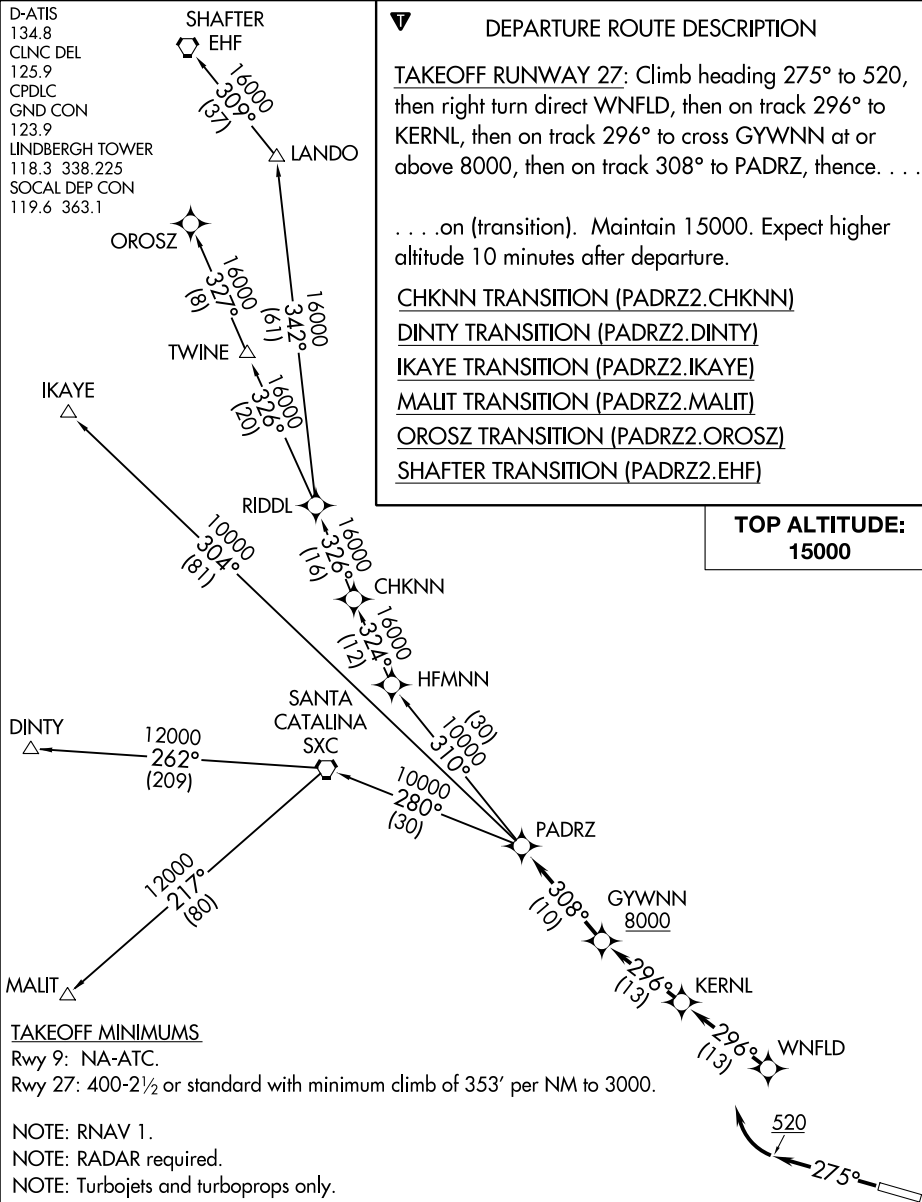 D-ATIS
134.8
CLNC DEL
125.9
CPDLC
GND CON
123.9
LINDBERGH TOWER
118.3 338.225
SOCAL DEP CON
119.6 363.1
SHAFTER
EHF
16000
309°
(37)
LANDO
OROSZ
16000
327°
(8)
16000
342°
(61)
TWINE
16000
326°
(20)
IKAYE
RIDDL
10000
304°
(81)
16000
326°
(16)
CHKNN
16000
324°
(12)
HFMNN
SANTA
CATALINA
SXC
(30)
10000
310°
DINTY
12000
262°
(209)
10000
280°
(30)
PADRZ
12000
217°
(80)
308°
(10)
GYWNN
8000
296°
(13)
KERNL
MALIT
296°
(13)
WNFLD
520
275°
DEPARTURE ROUTE DESCRIPTION
T
TAKEOFF RUNWAY 27: Climb heading 275° to 520,
then right turn direct WNFLD, then on track 296° to
KERNL, then on track 296° to cross GYWNN at or
above 8000, then on track 308° to PADRZ, thence. . . .
. . . .on (transition). Maintain 15000. Expect higher
altitude 10 minutes after departure.
CHKNN TRANSITION (PADRZ2.CHKNN)
DINTY TRANSITION (PADRZ2.DINTY)
IKAYE TRANSITION (PADRZ2.IKAYE)
MALIT TRANSITION (PADRZ2.MALIT)
OROSZ TRANSITION (PADRZ2.OROSZ)
SHAFTER TRANSITION (PADRZ2.EHF)
TOP ALTITUDE:
15000
TAKEOFF MINIMUMS
Rwy 9: NA-ATC.
Rwy 27: 400-2½ or standard with minimum climb of 353' per NM to 3000.
NOTE: RNAV 1.
NOTE: RADAR required.
NOTE: Turbojets and turboprops only.